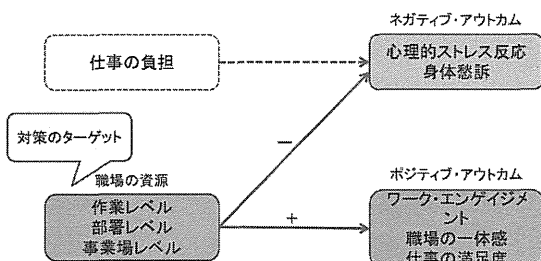 ネガティブ・アウトカム
仕事の負担
心理的ストレス反応
身体愁訴
対策のターゲット
−
職場の資源
ポジティブ・アウトカム
作業レベル
部署レベル
事業場レベル
+
ワーク・エンゲイジメ
ント
職場の一体感
仕事の満足度